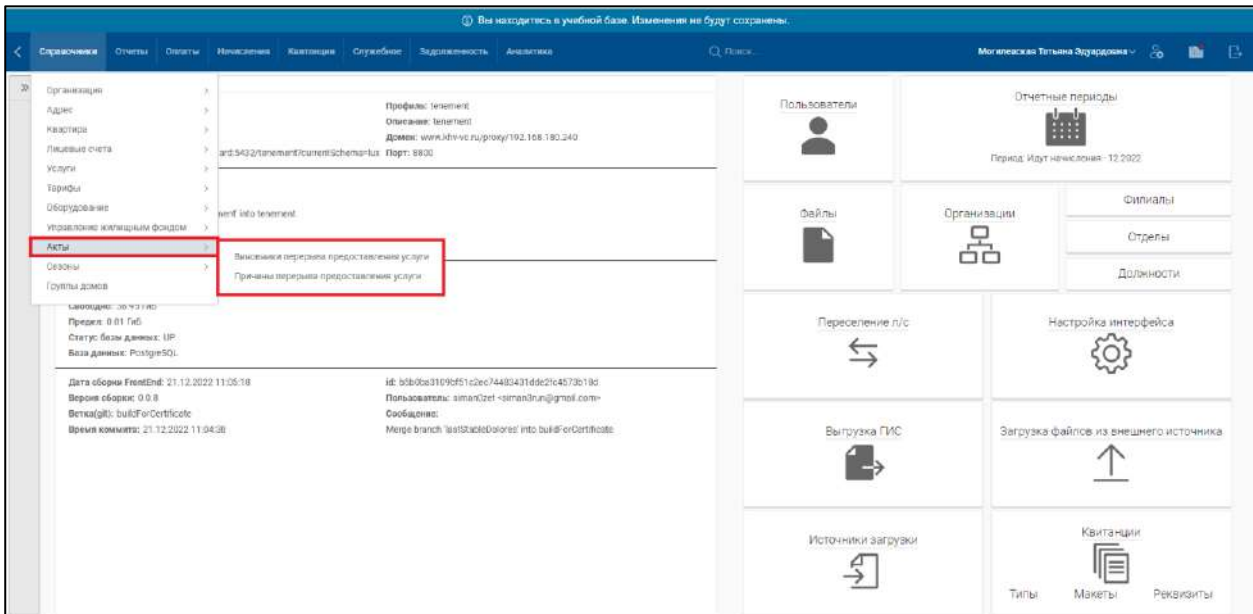 Вы находитесь в учебной базе. Изменения не будут сохранены.
Справочники Отчеты Оплаты Начисления Квитанции Служебное Задолженность Аналитика Поиск... Могилевская Татьяна Эдуардовна
Организация
Адрес
Квартира
Лицевые счета
Услуги
Тарифы
Оборудование
Управление жилищным фондом
Акты
Сезоны
Группы домов
Виновники перерыва предоставления услуги
Причины перерыва предоставления услуги
Профиль: tenement
Описание: tenement
Домен: www.khv-vc.ru/proxy/192.168.180.240
ard:5432/tenement?currentSchema=lux Порт: 8800
into tenement
Предел: 0.01 Гиб
Статус базы данных: UP
База данных: PostgreSQL
Дата сборки FrontEnd: 21.12.2022 11:05:18
Версия сборки: 0.0.8
Ветка(git): buildForCertificate
Время коммита: 21.12.2022 11:04:38
Пользователь:
Сообщение:
Merge branch 'lastStableDolores' into buildForCertificate
Пользователи
Отчетные периоды
Период: Идут начисления - 12.2022
Файлы
Организации
Филиалы
Отделы
Должности
Переселение л/с
Настройка интерфейса
Выгрузка ГИС
Загрузка файлов из внешнего источника
Источники загрузки
Квитанции
Типы Макеты Реквизиты